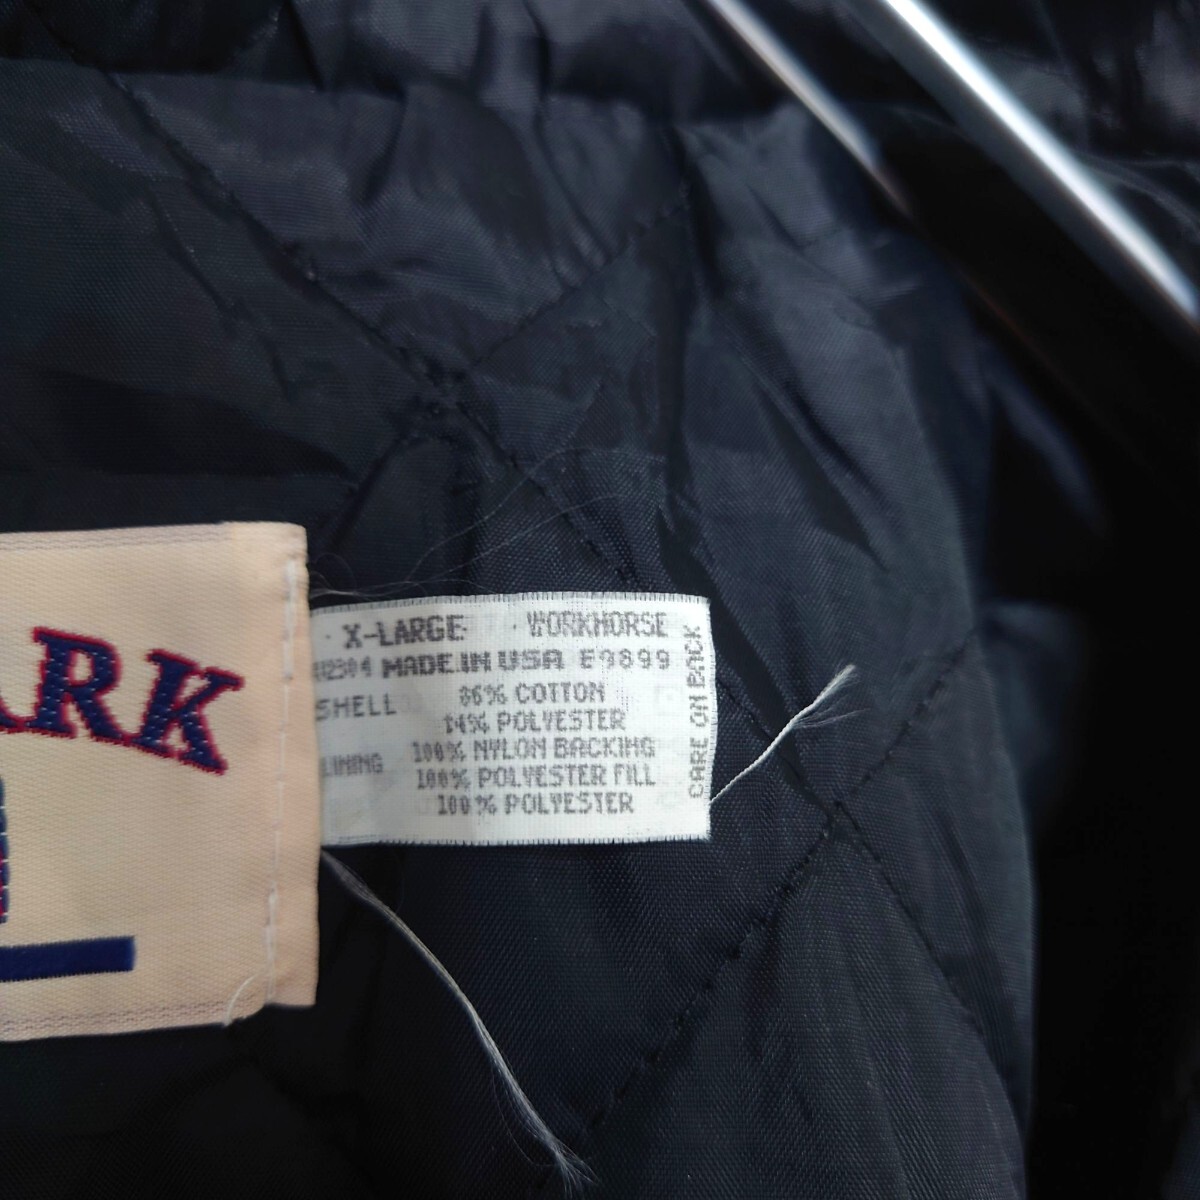 ARK
X-LARGE WORKHORSE
MADE IN USA E9899
SHELL 86% COTTON
14% POLYESTER
LINING 100% NYLON BACKING
100% POLYESTER FILL
100% POLYESTER
CARE ON BACK